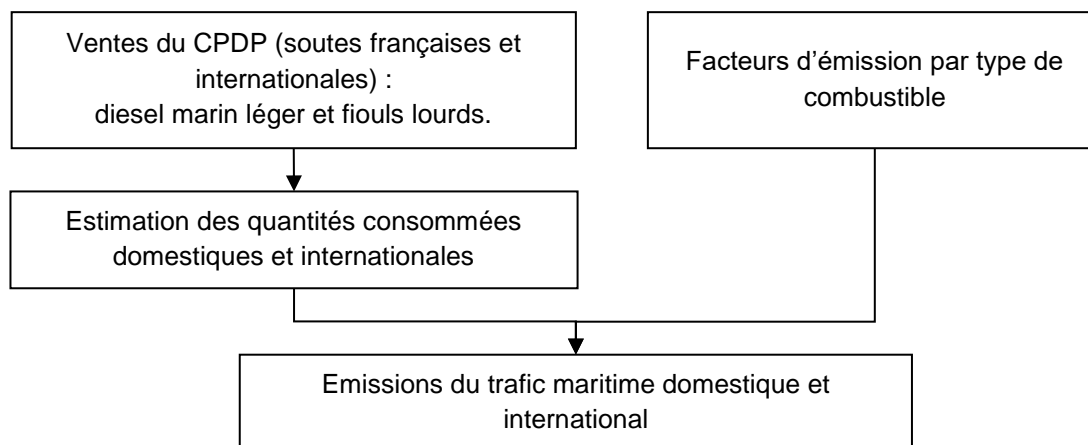 Ventes du CPDP (soutes françaises et
internationales) :
diesel marin léger et fiouls lourds.
Facteurs d’émission par type de
combustible
Estimation des quantités consommées
domestiques et internationales
Emissions du trafic maritime domestique et
international